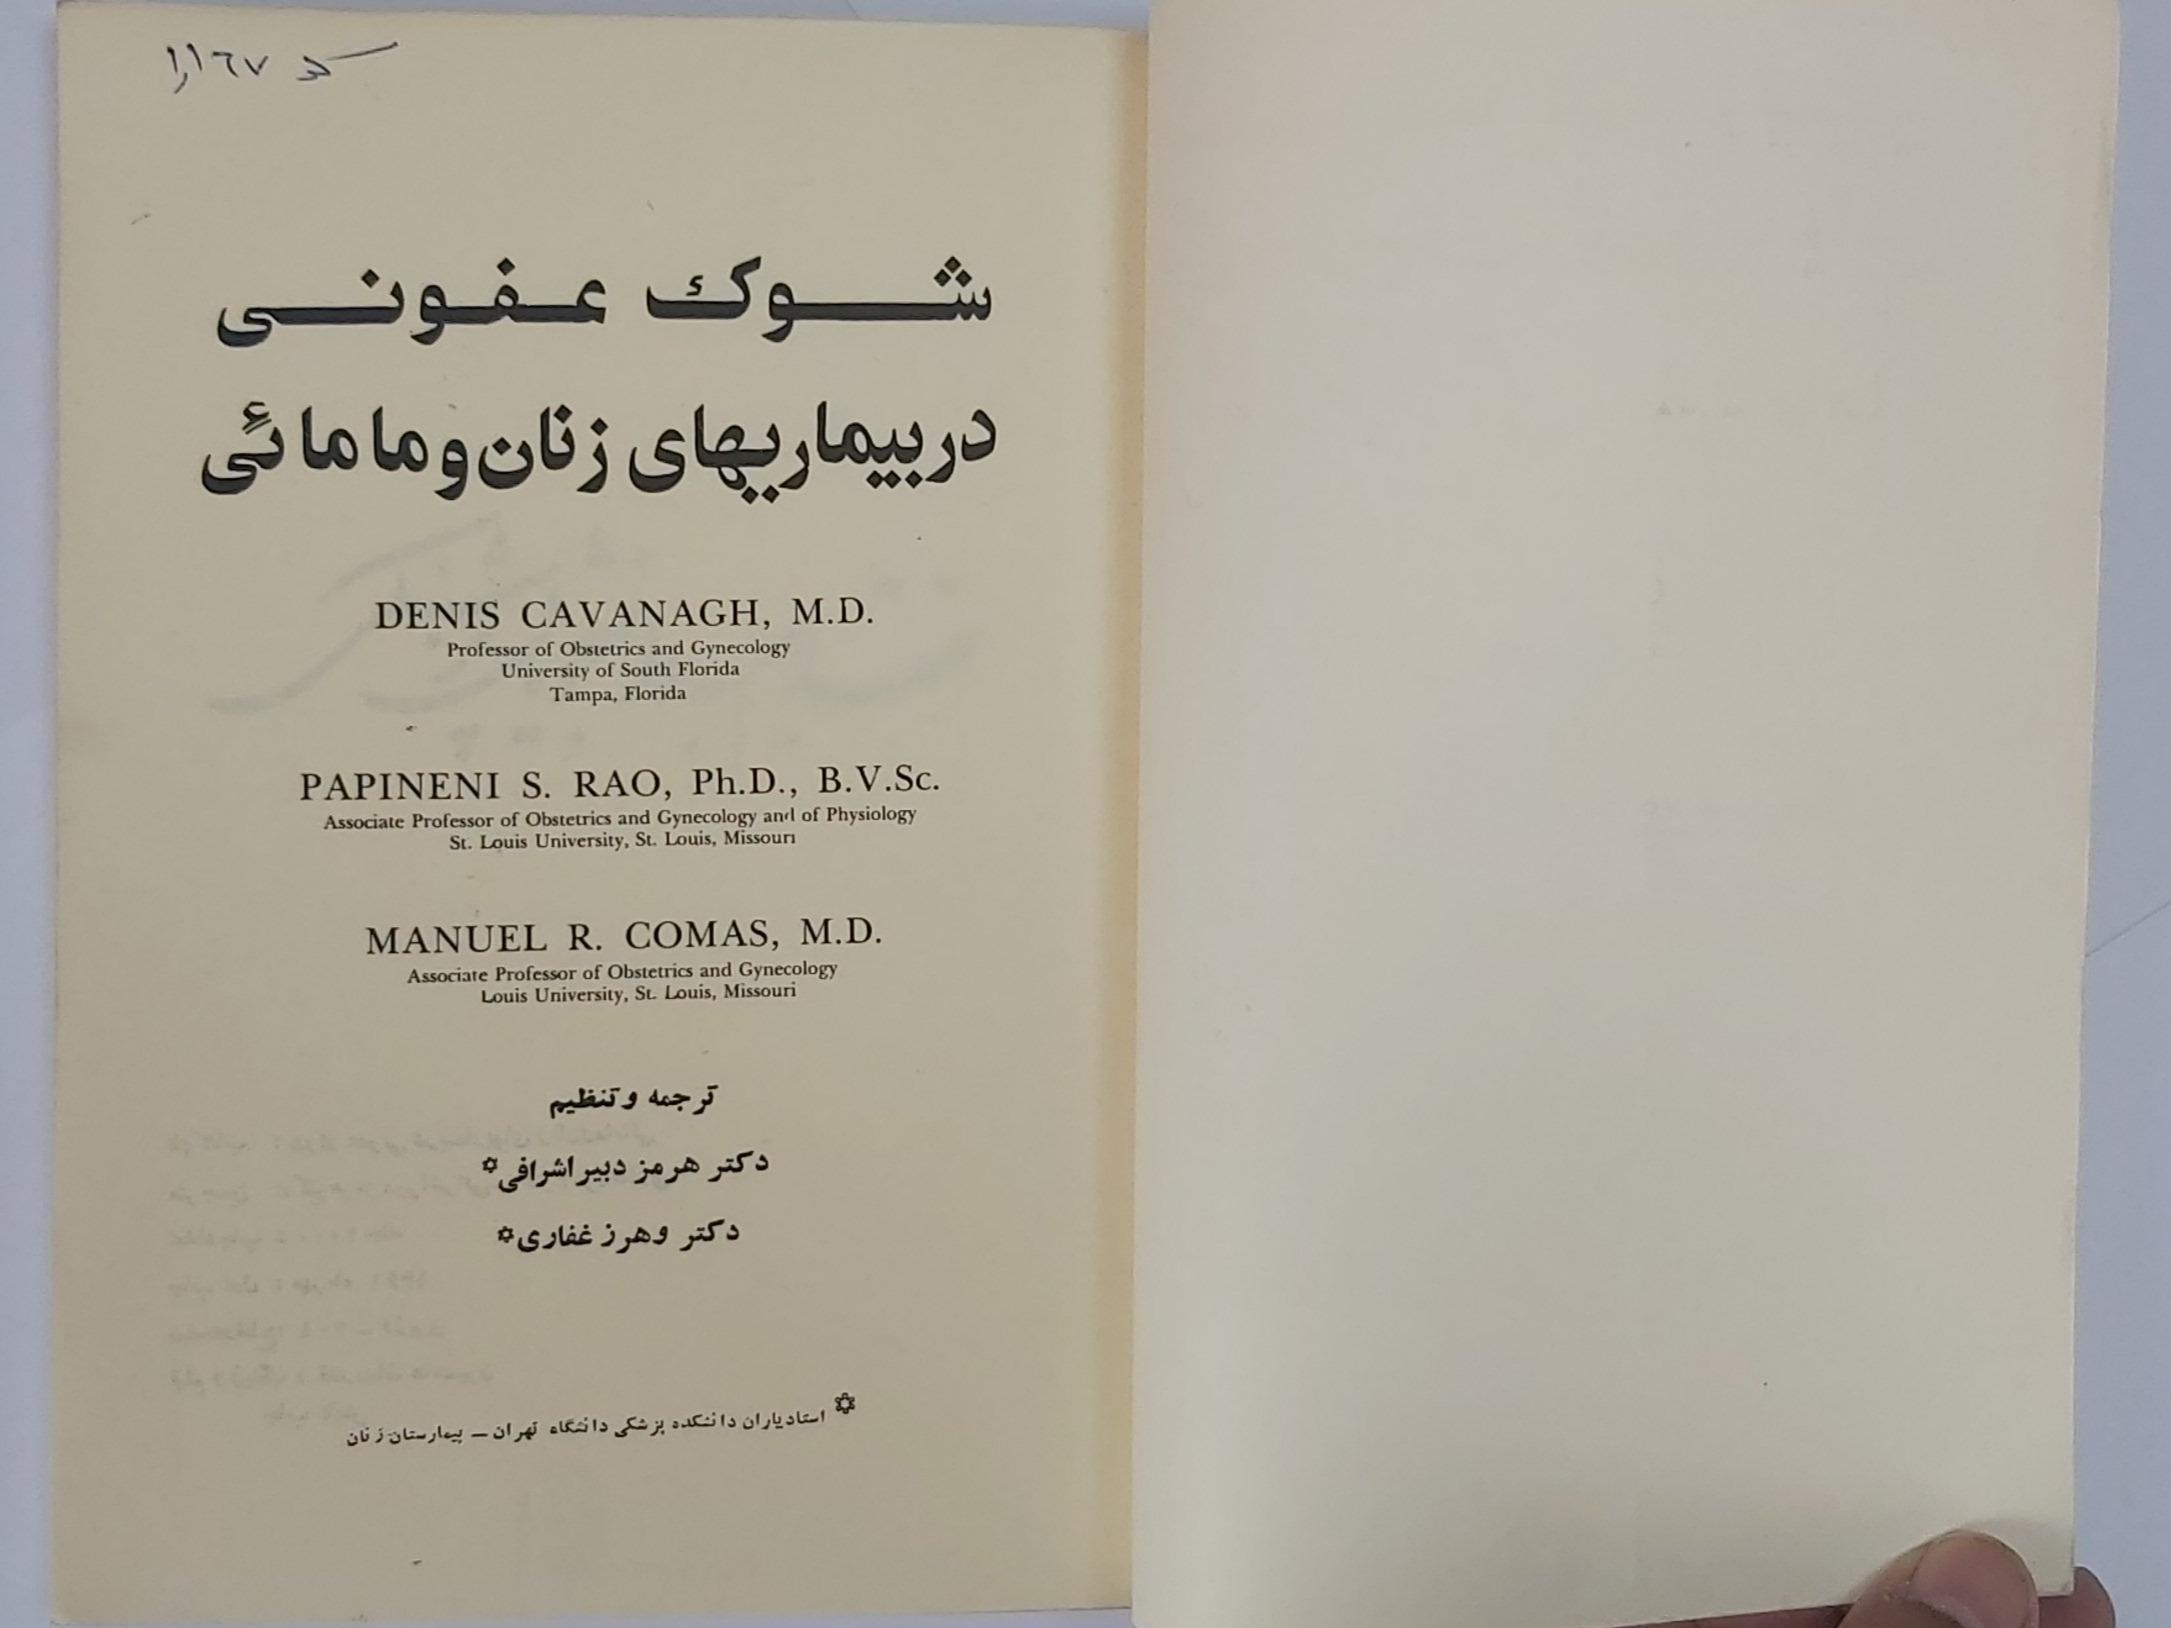 کد ۱۱۶۷را
شوك عفونی
در بیماریهای زنان و مامائی
DENIS CAVANAGH, M.D.
Professor of Obstetrics and Gynecology
University of South Florida
Tampa, Florida
PAPINENI S. RAO, Ph.D., B.V.Sc.
Associate Professor of Obstetrics and Gynecology and of Physiology
St. Louis University, St. Louis, Missouri
MANUEL R. COMAS, M.D.
Associate Professor of Obstetrics and Gynecology
Louis University, St. Louis, Missouri
ترجمه و تنظیم
دکتر هرمز دبیراشرافی*
دکتر وهرز غفاری*
* استادیاران دانشکده پزشکی دانشگاه تهران – بیمارستان زنان